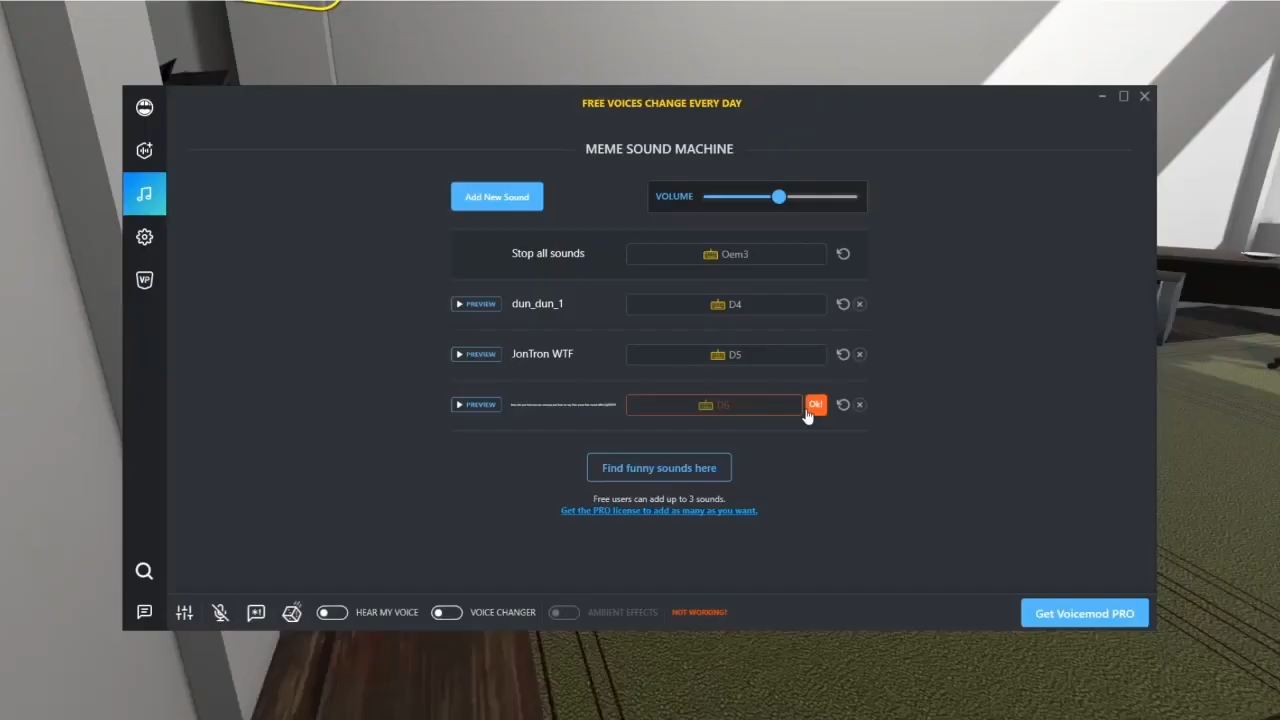 FREE VOICES CHANGE EVERY DAY
MEME SOUND MACHINE
Add New Sound
VOLUME
Stop all sounds
Oem3
PREVIEW
dun_dun_1
D4
PREVIEW
JonTron WTF
D5
PREVIEW
D6
Ok!
Find funny sounds here
Free users can add up to 3 sounds.
Get the PRO license to add as many as you want.
VP
HEAR MY VOICE
VOICE CHANGER
AMBIENT EFFECTS
NOT WORKING?
Get Voicemod PRO